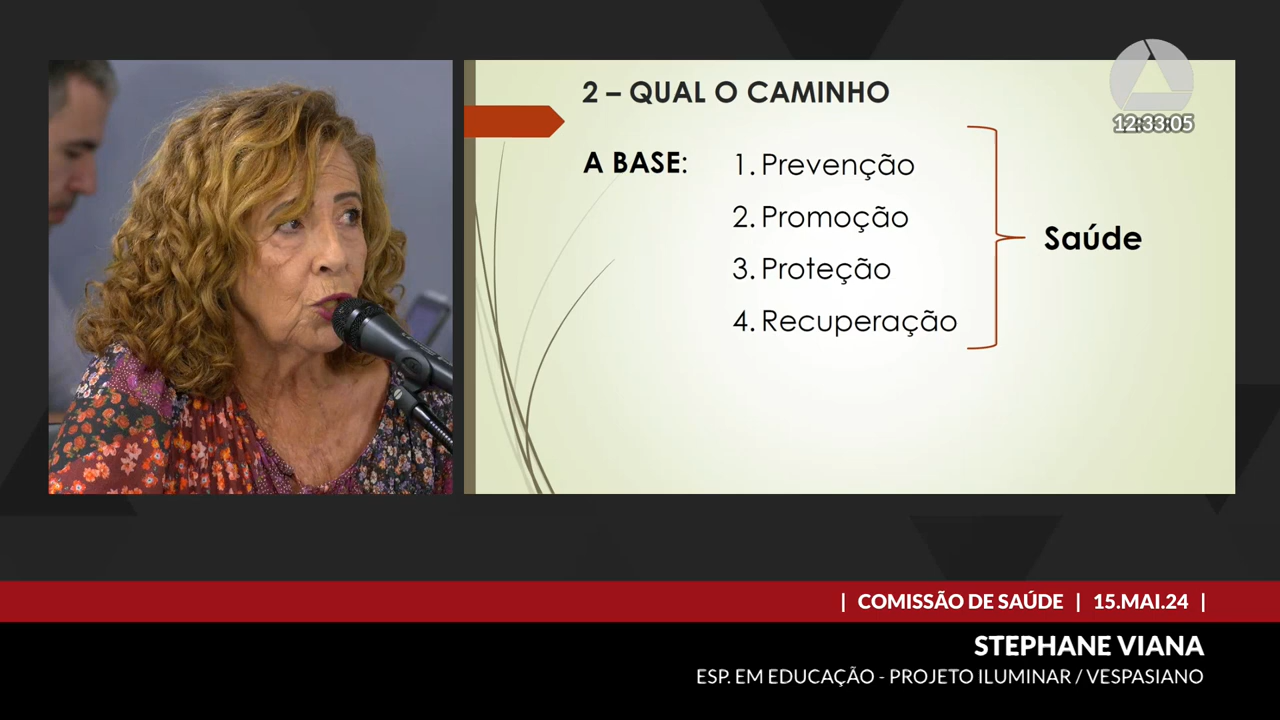 2 – QUAL O CAMINHO
12:33:05
A BASE:
1. Prevenção
2. Promoção
3. Proteção
4. Recuperação
Saúde
| COMISSÃO DE SAÚDE | 15.MAI.24 |
STEPHANE VIANA
ESP. EM EDUCAÇÃO - PROJETO ILUMINAR / VESPASIANO